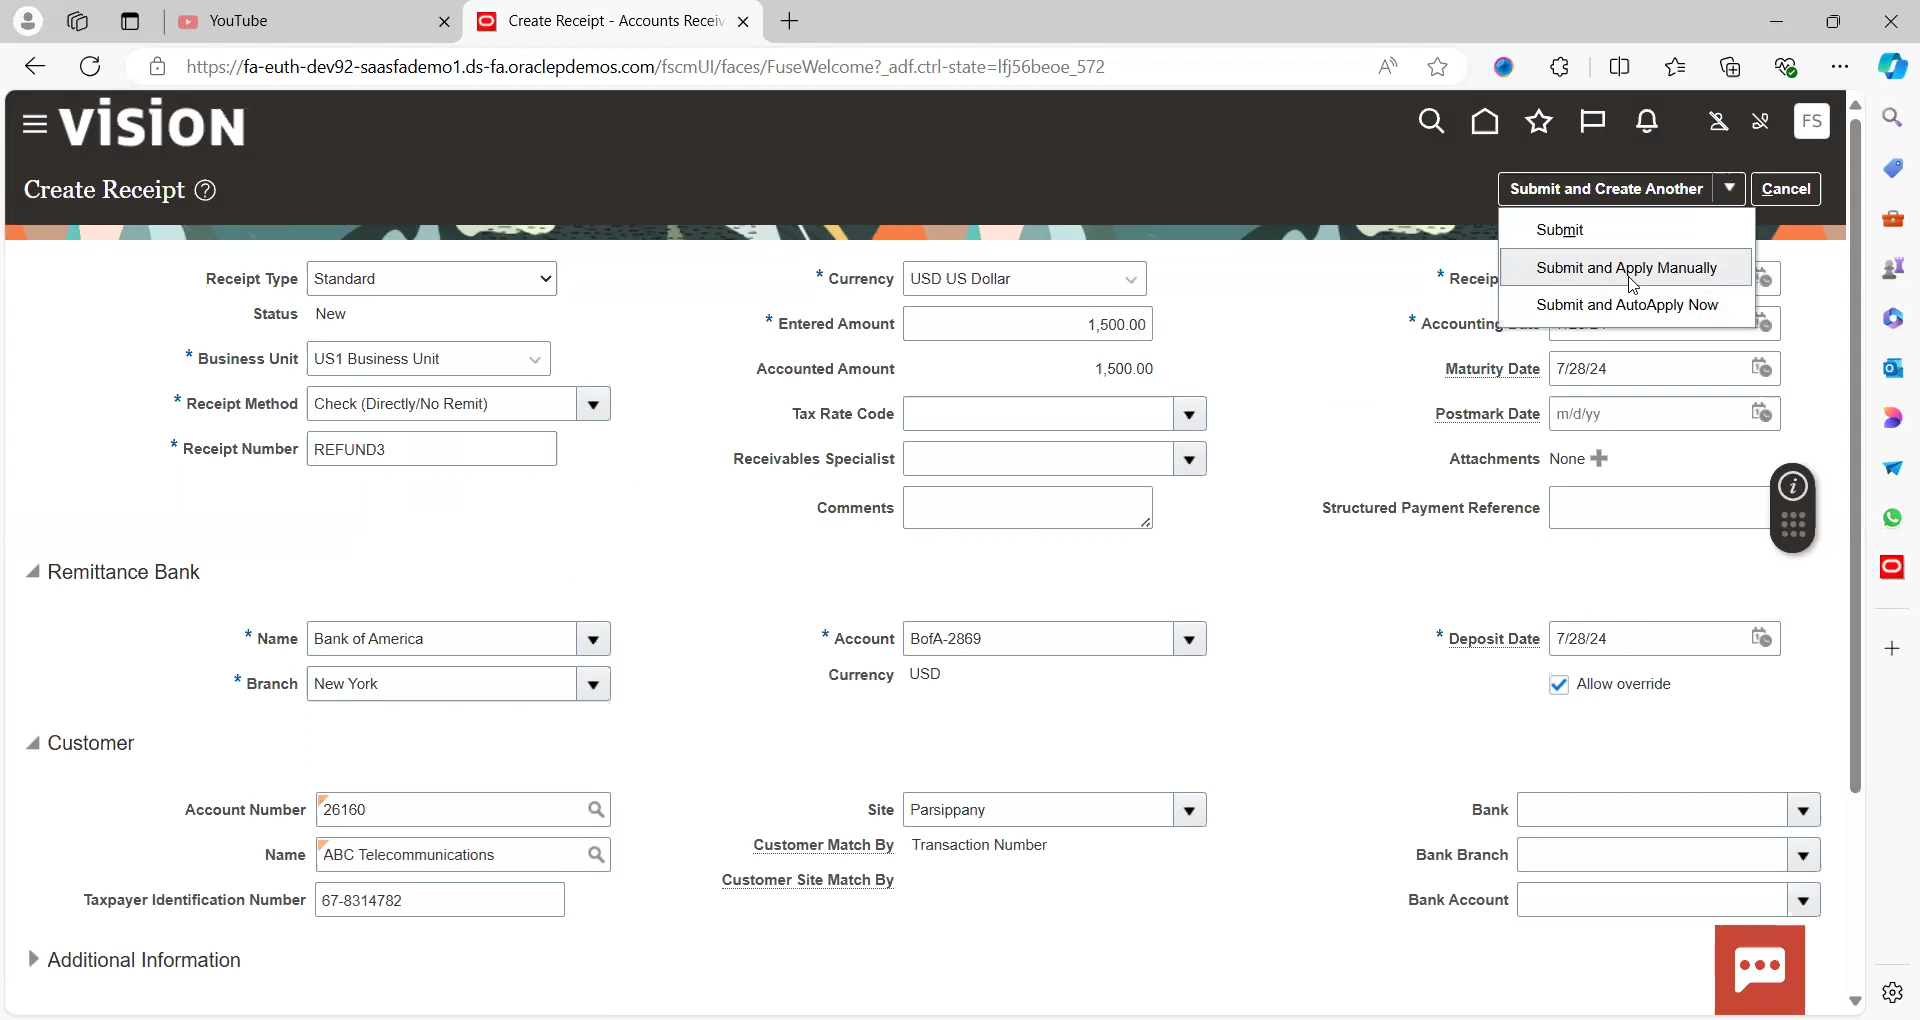 YouTube
Create Receipt - Accounts Receiv
https://fa-euth-dev92-saasfademo1.ds-fa.oraclepdemos.com/fscmUI/faces/FuseWelcome?_adf.ctrl-state=lfj56beoe_572
VISION
FS
Create Receipt
Submit and Create Another
Cancel
Submit
Submit and Apply Manually
Submit and AutoApply Now
Receipt Type Standard
* Currency USD US Dollar
* Receip
Status New
* Entered Amount 1,500.00
* Accounting
* Business Unit US1 Business Unit
Accounted Amount 1,500.00
Maturity Date 7/28/24
* Receipt Method Check (Directly/No Remit)
Tax Rate Code
Postmark Date m/d/yy
* Receipt Number REFUND3
Receivables Specialist
Attachments None
Comments
Structured Payment Reference
Remittance Bank
* Name Bank of America
* Account BofA-2869
* Deposit Date 7/28/24
* Branch New York
Currency USD
Allow override
Customer
Account Number 26160
Site Parsippany
Bank
Name ABC Telecommunications
Customer Match By Transaction Number
Bank Branch
Customer Site Match By
Taxpayer Identification Number 67-8314782
Bank Account
Additional Information